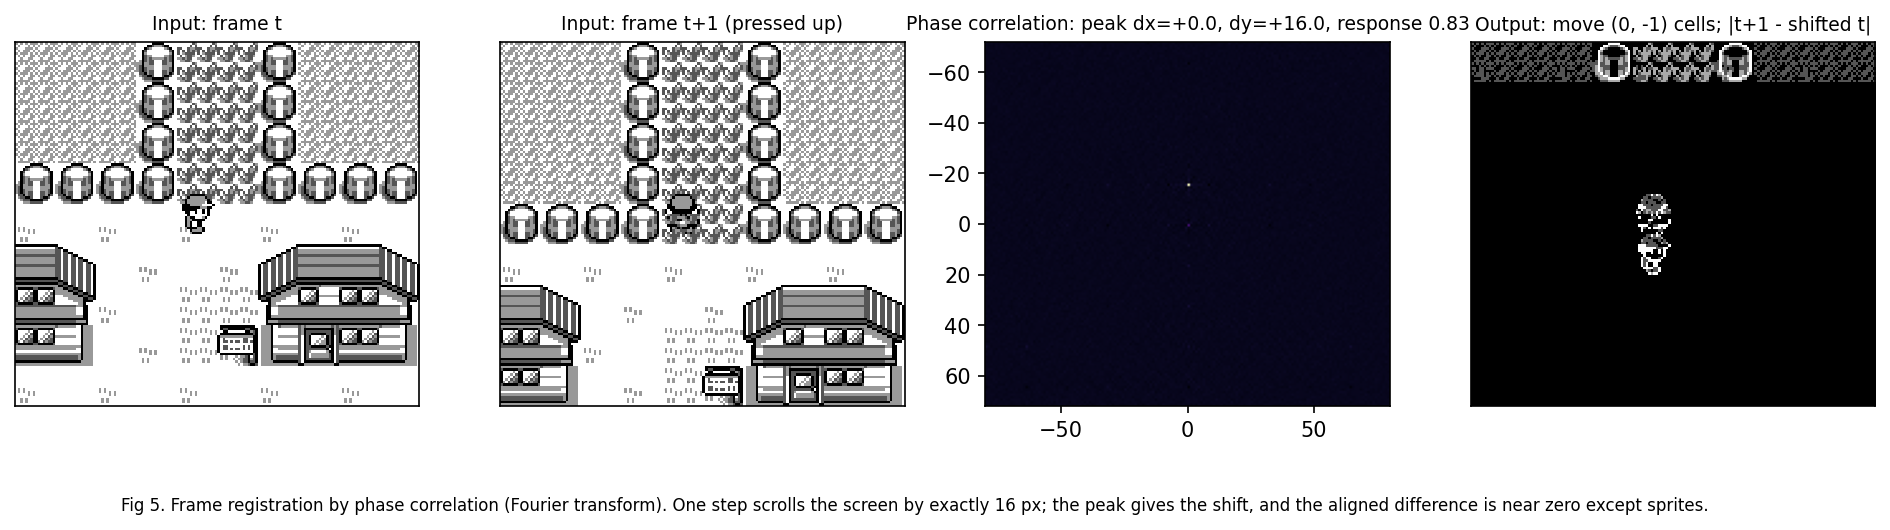 Input: frame t
Input: frame t+1 (pressed up)
Phase correlation: peak dx=+0.0, dy=+16.0, response 0.83
Output: move (0, -1) cells; |t+1 - shifted t|
−60
−40
−20
0
20
40
60
−50
0
50
Fig 5. Frame registration by phase correlation (Fourier transform). One step scrolls the screen by exactly 16 px; the peak gives the shift, and the aligned difference is near zero except sprites.